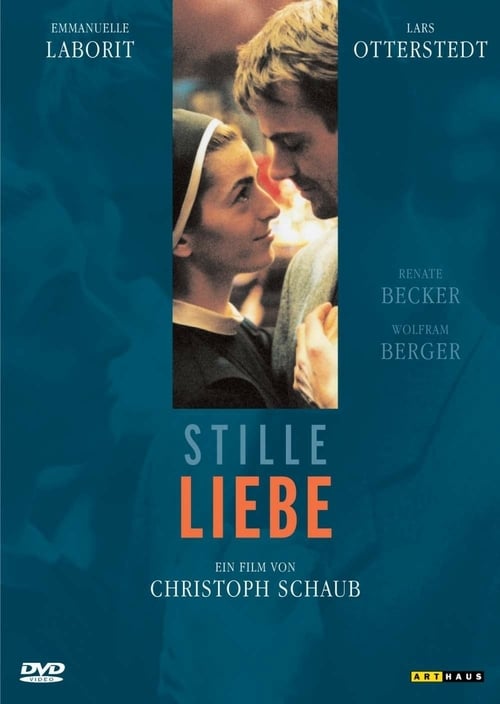 EMMANUELLE
LABORIT
LARS
OTTERSTEDT
RENATE
BECKER
WOLFRAM
BERGER
STILLE
LIEBE
EIN FILM VON
CHRISTOPH SCHAUB
DVD
VIDEO
ARTHAUS